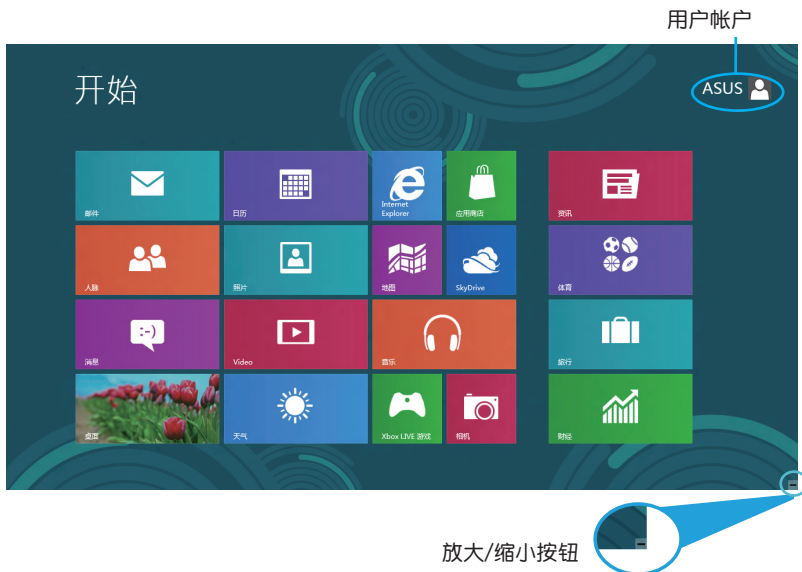 用户帐户
开始
ASUS
邮件
日历
Internet
Explorer
应用商店
资讯
人脉
照片
地图
SkyDrive
体育
:-)
消息
Video
音乐
旅行
桌面
天气
Xbox LIVE 游戏
相机
财经
放大/缩小按钮